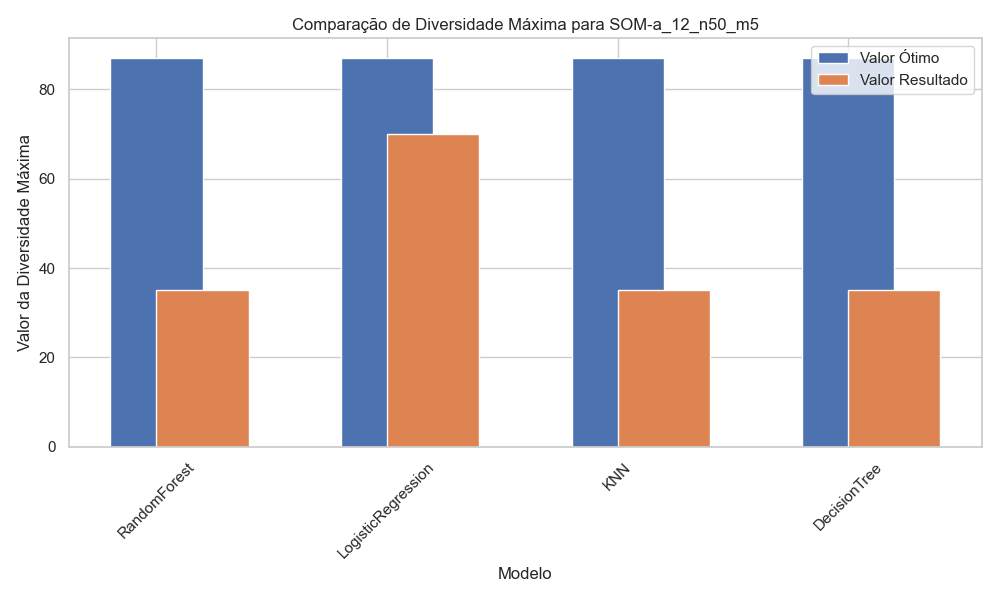 Comparação de Diversidade Máxima para SOM-a_12_n50_m5
Valor Ótimo
Valor Resultado
Valor da Diversidade Máxima
80
60
40
20
0
RandomForest
LogisticRegression
KNN
DecisionTree
Modelo